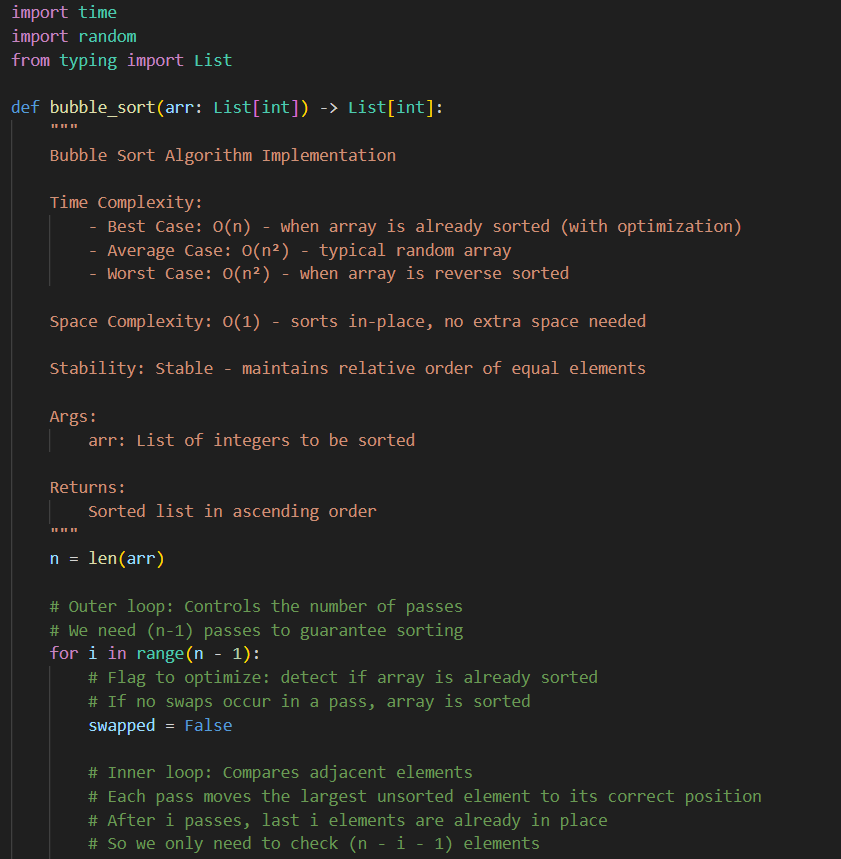 import time
import random
from typing import List
def bubble_sort(arr: List[int]) -> List[int]:
"""
Bubble Sort Algorithm Implementation
Time Complexity:
- Best Case: O(n) - when array is already sorted (with optimization)
- Average Case: O(n²) - typical random array
- Worst Case: O(n²) - when array is reverse sorted
Space Complexity: O(1) - sorts in-place, no extra space needed
Stability: Stable - maintains relative order of equal elements
Args:
arr: List of integers to be sorted
Returns:
Sorted list in ascending order
"""
n = len(arr)
# Outer loop: Controls the number of passes
# We need (n-1) passes to guarantee sorting
for i in range(n - 1):
# Flag to optimize: detect if array is already sorted
# If no swaps occur in a pass, array is sorted
swapped = False
# Inner loop: Compares adjacent elements
# Each pass moves the largest unsorted element to its correct position
# After i passes, last i elements are already in place
# So we only need to check (n - i - 1) elements